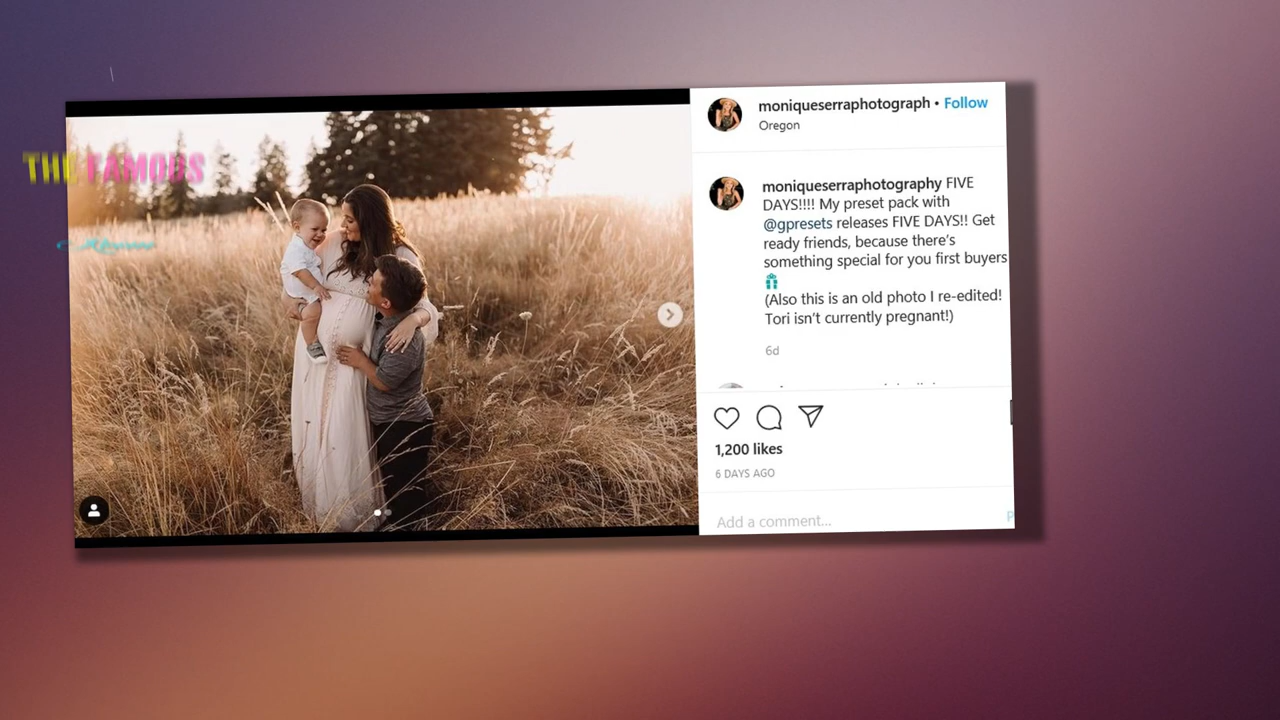 THE FAMOUS
moniqueserraphotograph • Follow
Oregon
moniqueserraphotography FIVE
DAYS!!!! My preset pack with
@gpresets releases FIVE DAYS!! Get
ready friends, because there's
something special for you first buyers
(Also this is an old photo I re-edited!
Tori isn't currently pregnant!)
6d
1,200 likes
6 DAYS AGO
Add a comment...